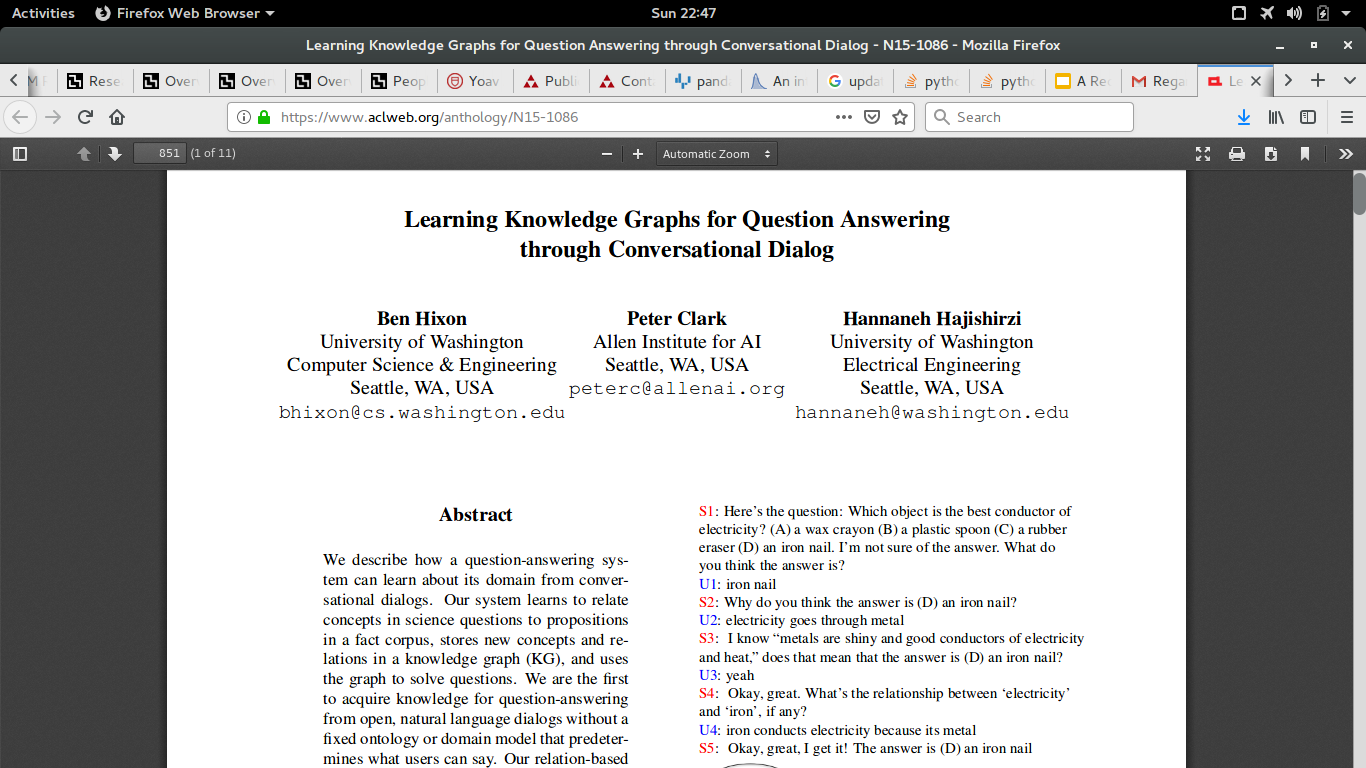 Activities Firefox Web Browser Sun 22:47
Learning Knowledge Graphs for Question Answering through Conversational Dialog - N15-1086 - Mozilla Firefox
Rese Over Over Over Peop Yoav Publi Cont pand An in upda pytho pytho A Rec Rega Le
https://www.aclweb.org/anthology/N15-1086 Search
851 (1 of 11) Automatic Zoom
Learning Knowledge Graphs for Question Answering
through Conversational Dialog
Ben Hixon
University of Washington
Computer Science & Engineering
Seattle, WA, USA
bhixon@cs.washington.edu
Peter Clark
Allen Institute for AI
Seattle, WA, USA
peterc@allenai.org
Hannaneh Hajishirzi
University of Washington
Electrical Engineering
Seattle, WA, USA
hannaneh@washington.edu
Abstract
We describe how a question-answering sys-
tem can learn about its domain from conver-
sational dialogs. Our system learns to relate
concepts in science questions to propositions
in a fact corpus, stores new concepts and re-
lations in a knowledge graph (KG), and uses
the graph to solve questions. We are the first
to acquire knowledge for question-answering
from open, natural language dialogs without a
fixed ontology or domain model that predeter-
mines what users can say. Our relation-based
S1: Here's the question: Which object is the best conductor of
electricity? (A) a wax crayon (B) a plastic spoon (C) a rubber
eraser (D) an iron nail. I'm not sure of the answer. What do
you think the answer is?
U1: iron nail
S2: Why do you think the answer is (D) an iron nail?
U2: electricity goes through metal
S3: I know “metals are shiny and good conductors of electricity
and heat,” does that mean that the answer is (D) an iron nail?
U3: yeah
S4: Okay, great. What's the relationship between ‘electricity’
and ‘iron’, if any?
U4: iron conducts electricity because its metal
S5: Okay, great, I get it! The answer is (D) an iron nail